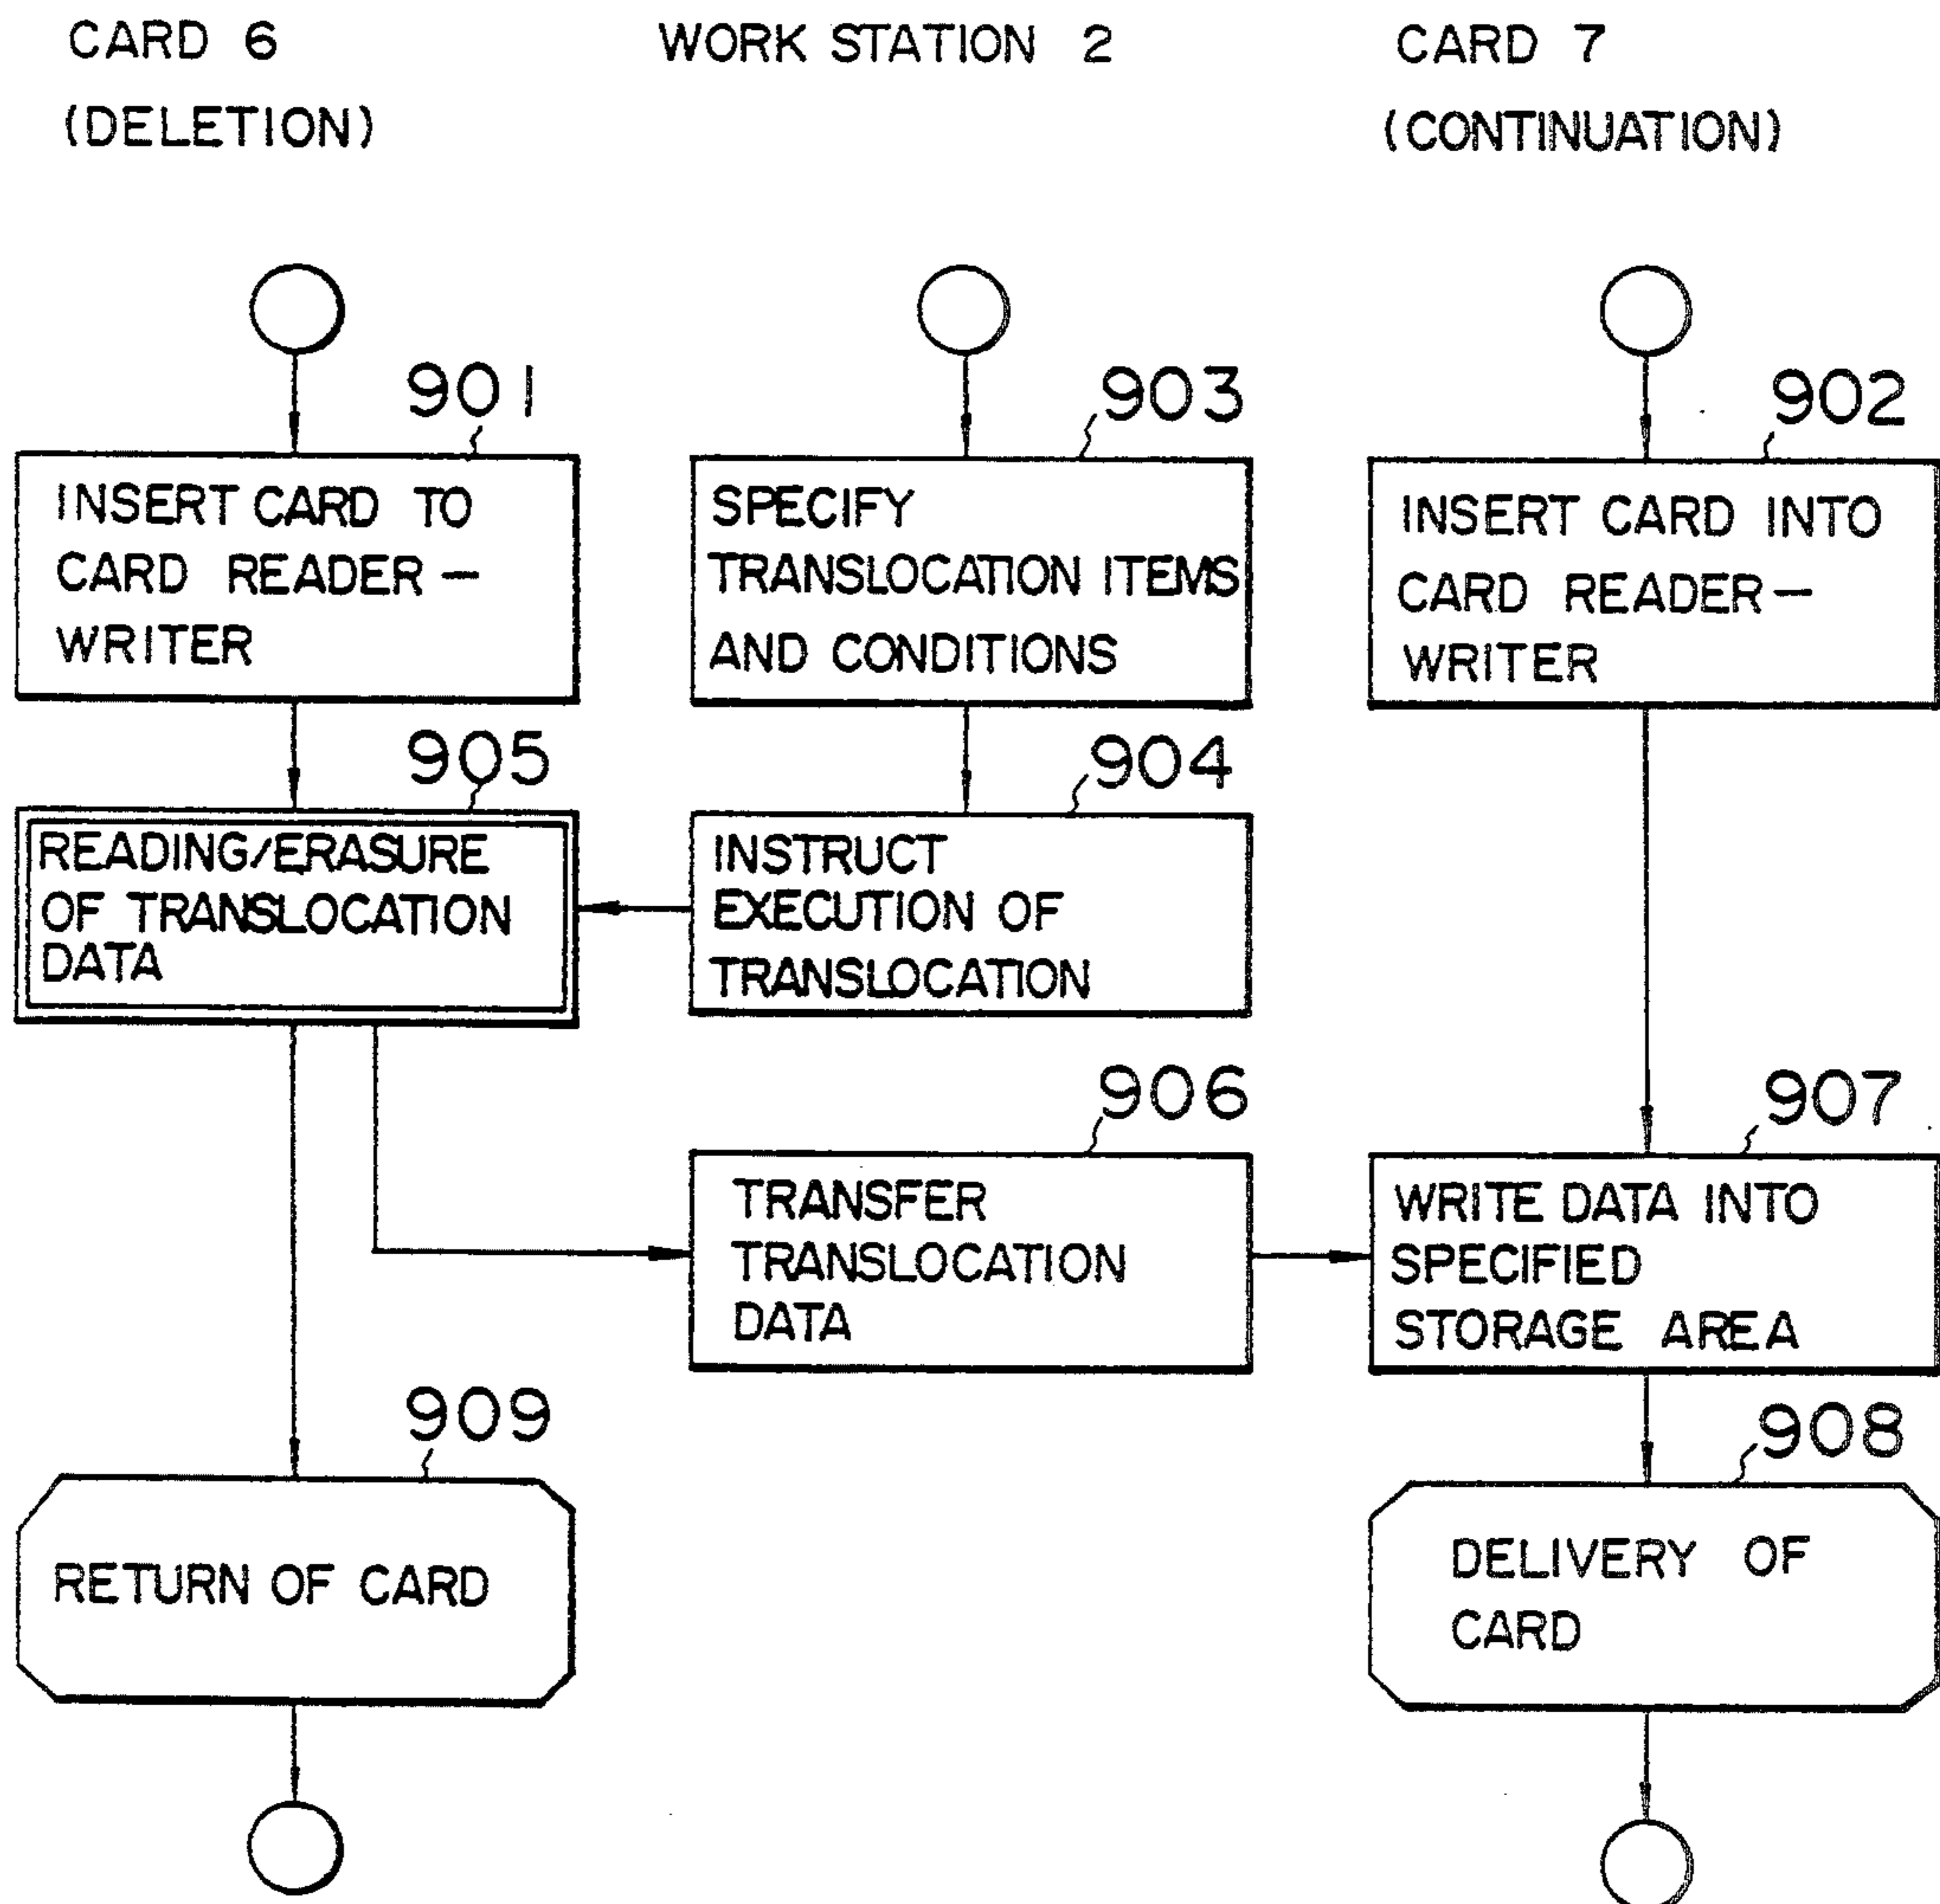 CARD 6
(DELETION)
WORK STATION 2
CARD 7
(CONTINUATION)
901
INSERT CARD TO
CARD READER-
WRITER
903
SPECIFY
TRANSLOCATION ITEMS
AND CONDITIONS
902
INSERT CARD INTO
CARD READER-
WRITER
905
READING/ERASURE
OF TRANSLOCATION
DATA
904
INSTRUCT
EXECUTION OF
TRANSLOCATION
906
TRANSFER
TRANSLOCATION
DATA
907
WRITE DATA INTO
SPECIFIED
STORAGE AREA
909
RETURN OF CARD
908
DELIVERY OF
CARD